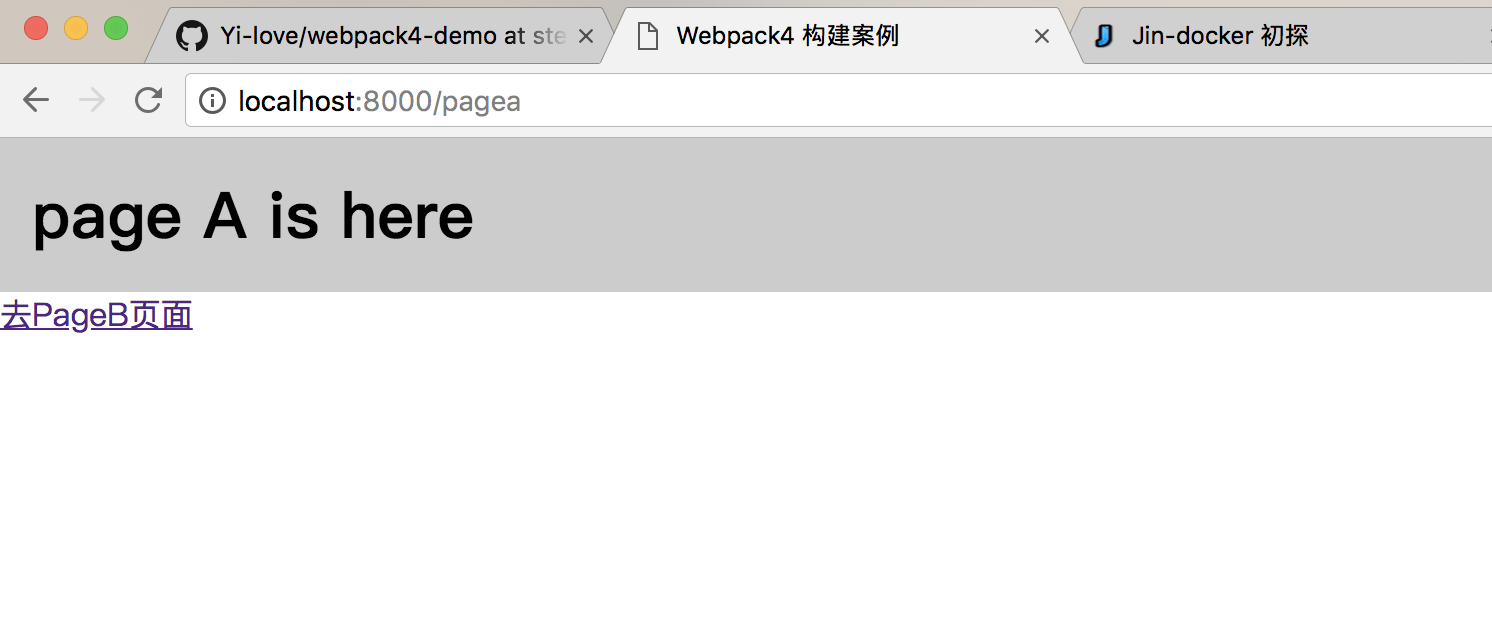 Yi-love/webpack4-demo at ste
Webpack4 构建案例
Jin-docker 初探
localhost:8000/pagea
page A is here
去PageB页面